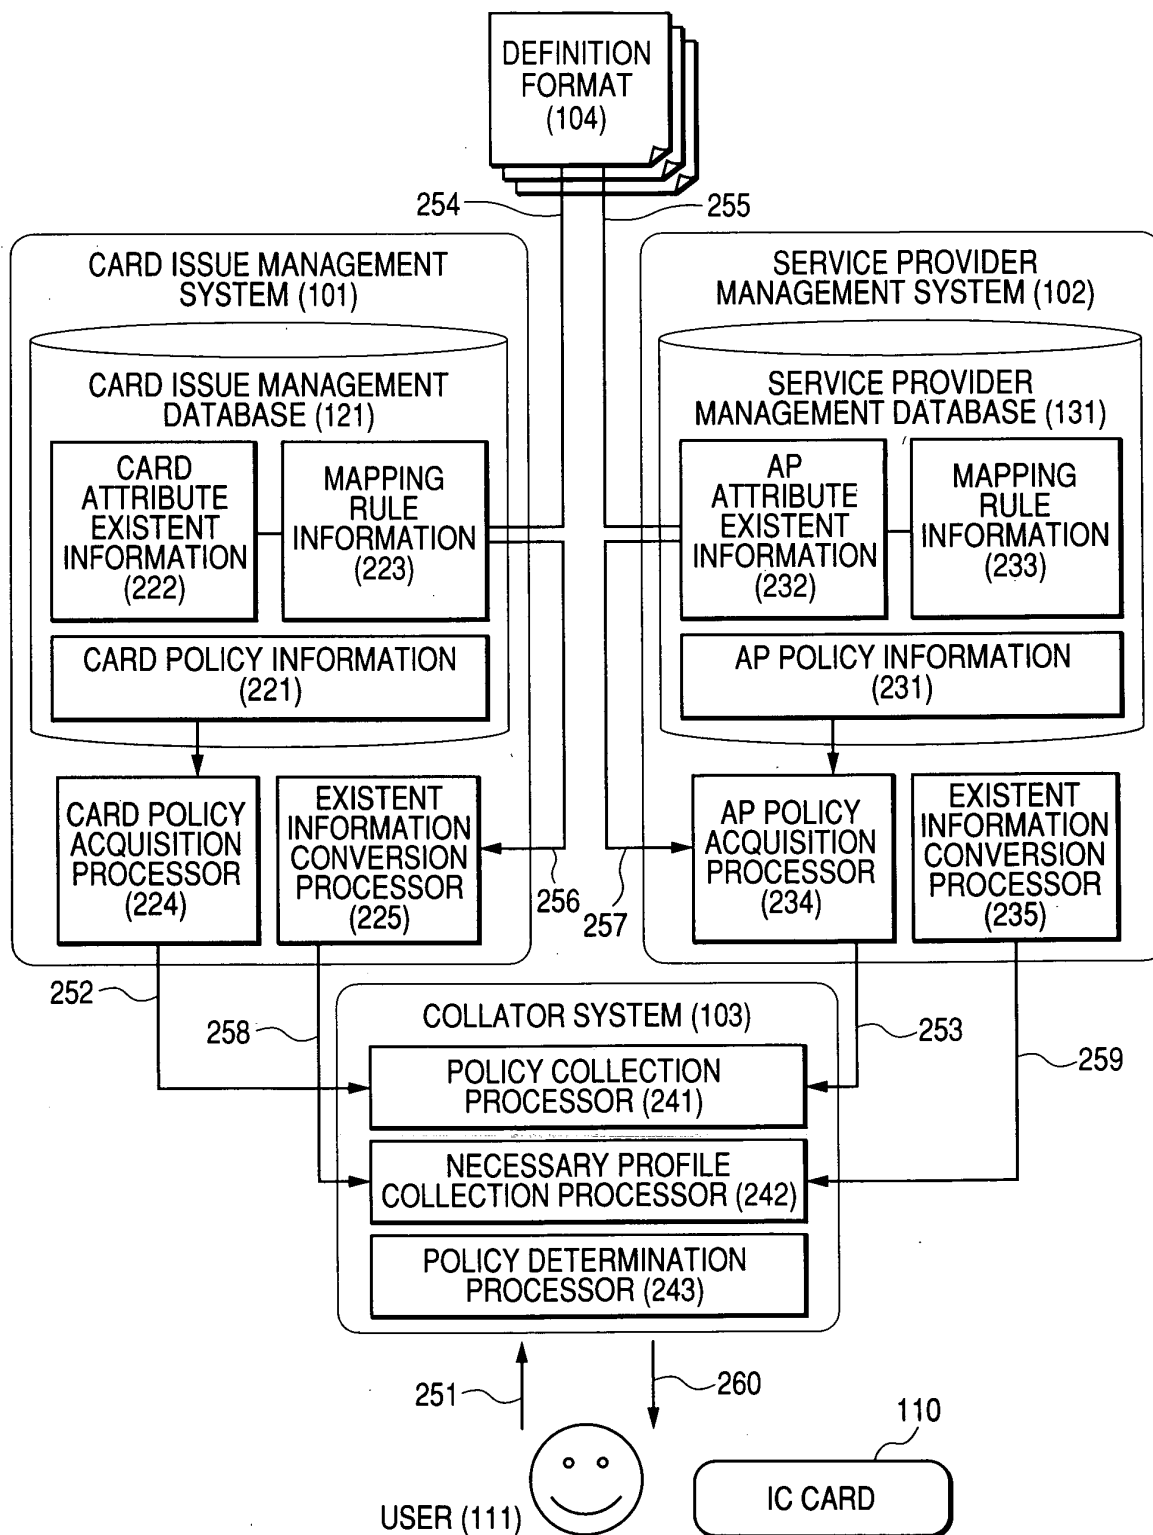 DEFINITION
FORMAT
(104)
254
255
CARD ISSUE MANAGEMENT
SYSTEM (101)
CARD ISSUE MANAGEMENT
DATABASE (121)
CARD
ATTRIBUTE
EXISTENT
INFORMATION
(222)
MAPPING
RULE
INFORMATION
(223)
CARD POLICY INFORMATION
(221)
CARD POLICY
ACQUISITION
PROCESSOR
(224)
EXISTENT
INFORMATION
CONVERSION
PROCESSOR
(225)
256
SERVICE PROVIDER
MANAGEMENT SYSTEM (102)
SERVICE PROVIDER
MANAGEMENT DATABASE (131)
AP
ATTRIBUTE
EXISTENT
INFORMATION
(232)
MAPPING
RULE
INFORMATION
(233)
AP POLICY INFORMATION
(231)
AP POLICY
ACQUISITION
PROCESSOR
(234)
EXISTENT
INFORMATION
CONVERSION
PROCESSOR
(235)
257
252
258
253
259
COLLATOR SYSTEM (103)
POLICY COLLECTION
PROCESSOR (241)
NECESSARY PROFILE
COLLECTION PROCESSOR (242)
POLICY DETERMINATION
PROCESSOR (243)
251
260
110
USER (111)
IC CARD